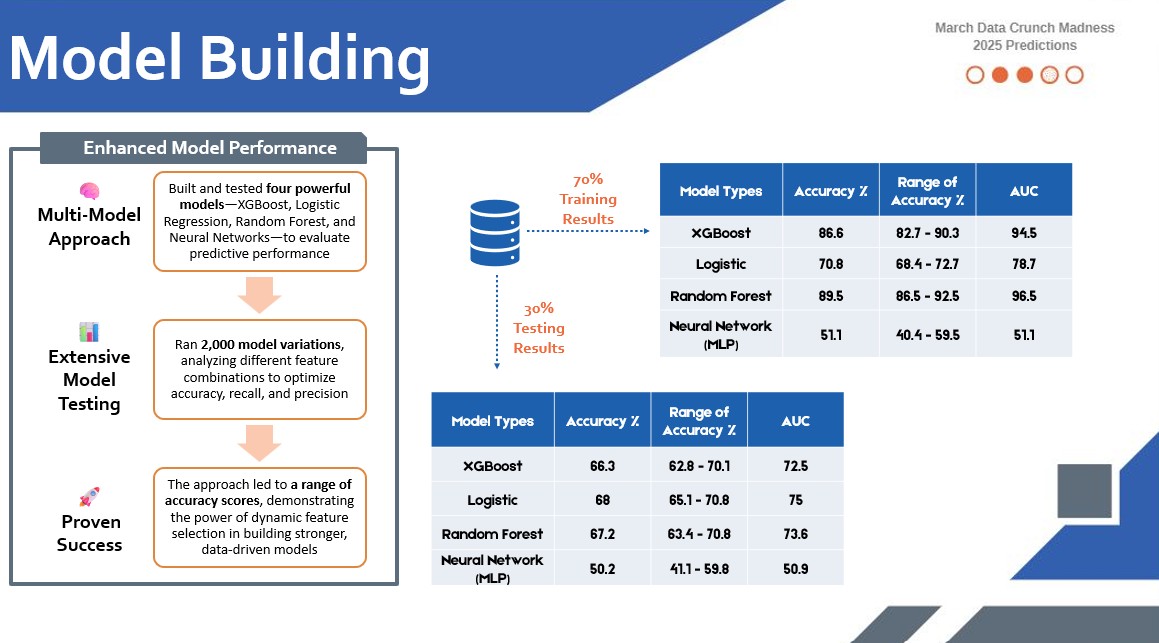 Model Building
March Data Crunch Madness
2025 Predictions
Enhanced Model Performance
Multi-Model
Approach
Built and tested four powerful
models—XGBoost, Logistic
Regression, Random Forest, and
Neural Networks—to evaluate
predictive performance
Extensive
Model
Testing
Ran 2,000 model variations,
analyzing different feature
combinations to optimize
accuracy, recall, and precision
Proven
Success
The approach led to a range of
accuracy scores, demonstrating
the power of dynamic feature
selection in building stronger,
data-driven models
70%
Training
Results
Model Types Accuracy % Range of Accuracy % AUC
XGBoost 86.6 82.7 - 90.3 94.5
Logistic 70.8 68.4 - 72.7 78.7
Random Forest 89.5 86.5 - 92.5 96.5
Neural Network (MLP) 51.1 40.4 - 59.5 51.1
30%
Testing
Results
Model Types Accuracy % Range of Accuracy % AUC
XGBoost 66.3 62.8 - 70.1 72.5
Logistic 68 65.1 - 70.8 75
Random Forest 67.2 63.4 - 70.8 73.6
Neural Network (MLP) 50.2 41.1 - 59.8 50.9